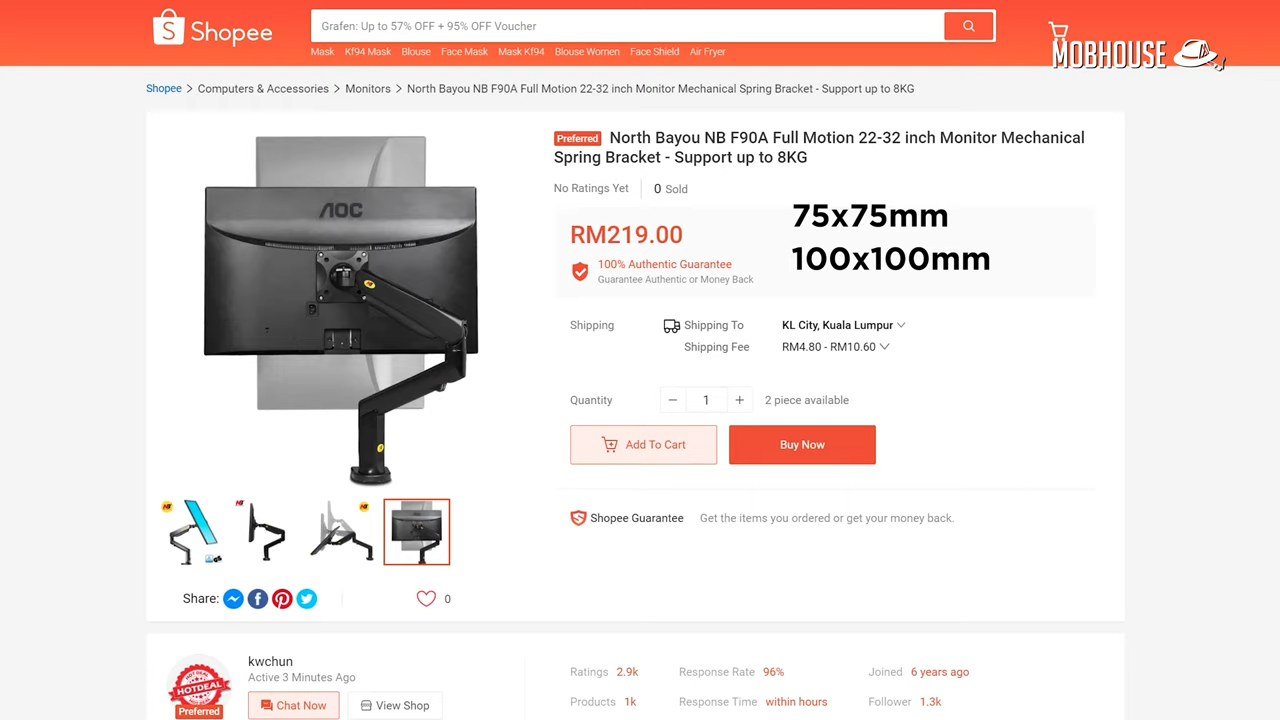 Shopee
Grafen: Up to 57% OFF + 95% OFF Voucher
Mask Kf94 Mask Blouse Face Mask Mask Kf94 Blouse Women Face Shield Air Fryer
MOBHOUSE
Shopee > Computers & Accessories > Monitors > North Bayou NB F90A Full Motion 22-32 inch Monitor Mechanical Spring Bracket - Support up to 8KG
AOC
Preferred North Bayou NB F90A Full Motion 22-32 inch Monitor Mechanical
Spring Bracket - Support up to 8KG
No Ratings Yet 0 Sold
75x75mm
100x100mm
RM219.00
100% Authentic Guarantee
Guarantee Authentic or Money Back
Shipping Shipping To KL City, Kuala Lumpur
Shipping Fee RM4.80 - RM10.60
Quantity 1 2 piece available
Add To Cart
Buy Now
Shopee Guarantee Get the items you ordered or get your money back.
Share: 0
HOTDEAL
Preferred
kwchun
Active 3 Minutes Ago
Chat Now
View Shop
Ratings 2.9k Response Rate 96% Joined 6 years ago
Products 1k Response Time within hours Follower 1.3k